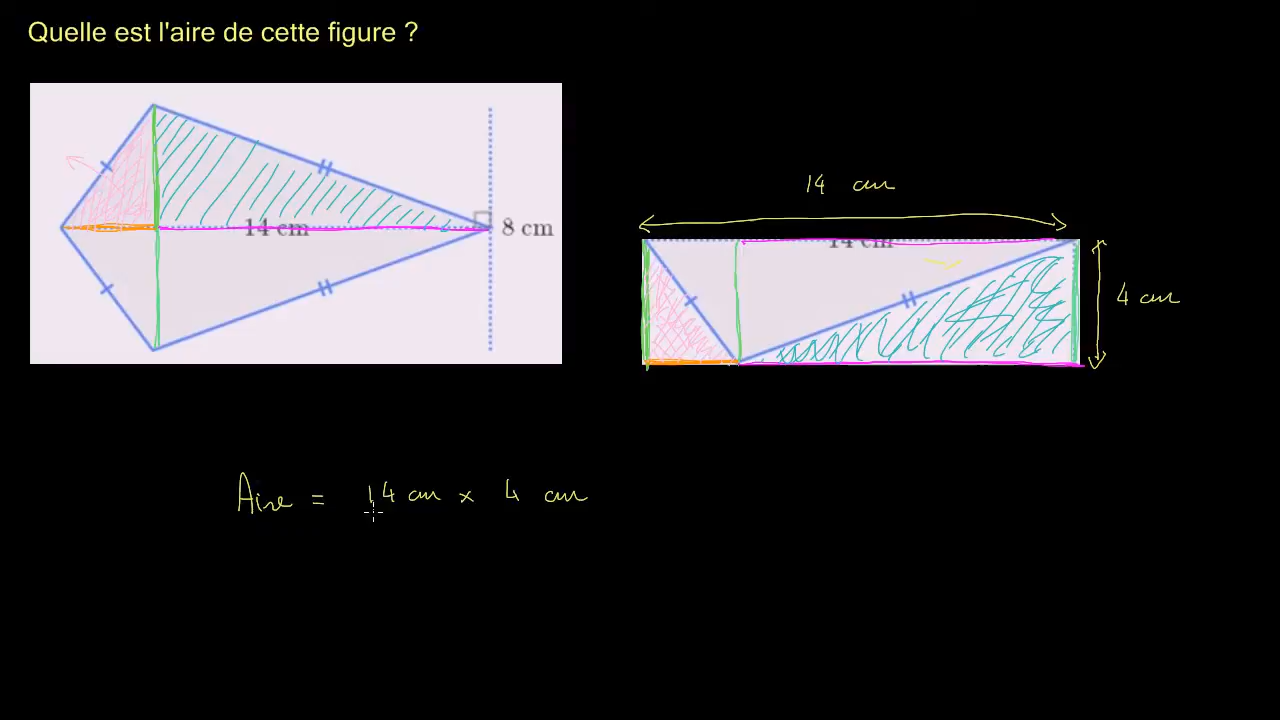 Quelle est l'aire de cette figure ?
14 cm
8 cm
14 cm
14 cm
4 cm
Aire = 14 cm x 4 cm